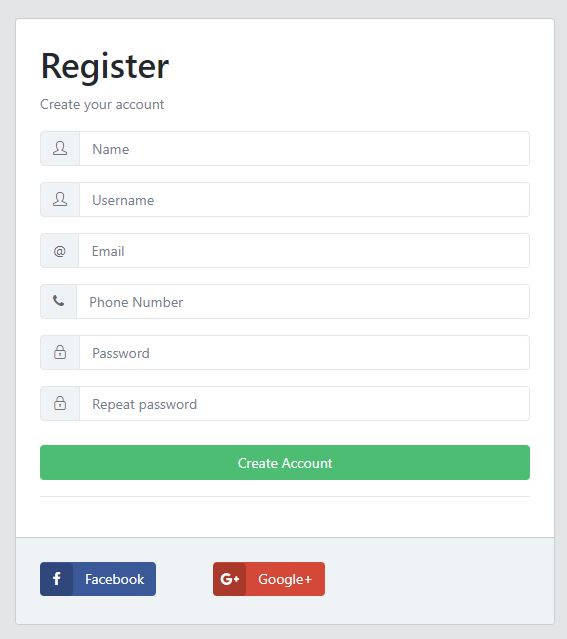 Register
Create your account
Name
Username
@ Email
Phone Number
Password
Repeat password
Create Account
f Facebook G+ Google+